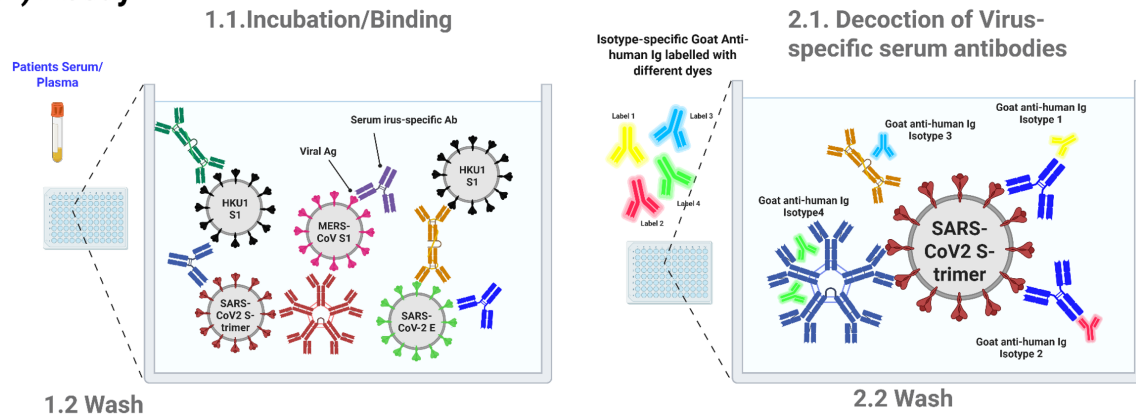 1.1.Incubation/Binding
Patients Serum/
Plasma
Serum irus-specific Ab
Viral Ag
HKU1
S1
HKU1
S1
MERS-
CoV S1
SARS-
CoV2 S-
trimer
SARS-
CoV-2 E
1.2 Wash
2.1. Decoction of Virus-
specific serum antibodies
Isotype-specific Goat Anti-
human Ig labelled with
different dyes
Label 1
Label 3
Label 4
Label 2
Goat anti-human Ig
Isotype 3
Goat anti-human Ig
Isotype 1
Goat anti-human Ig
Isotype4
SARS-
CoV2 S-
trimer
Goat anti-human Ig
Isotype 2
2.2 Wash